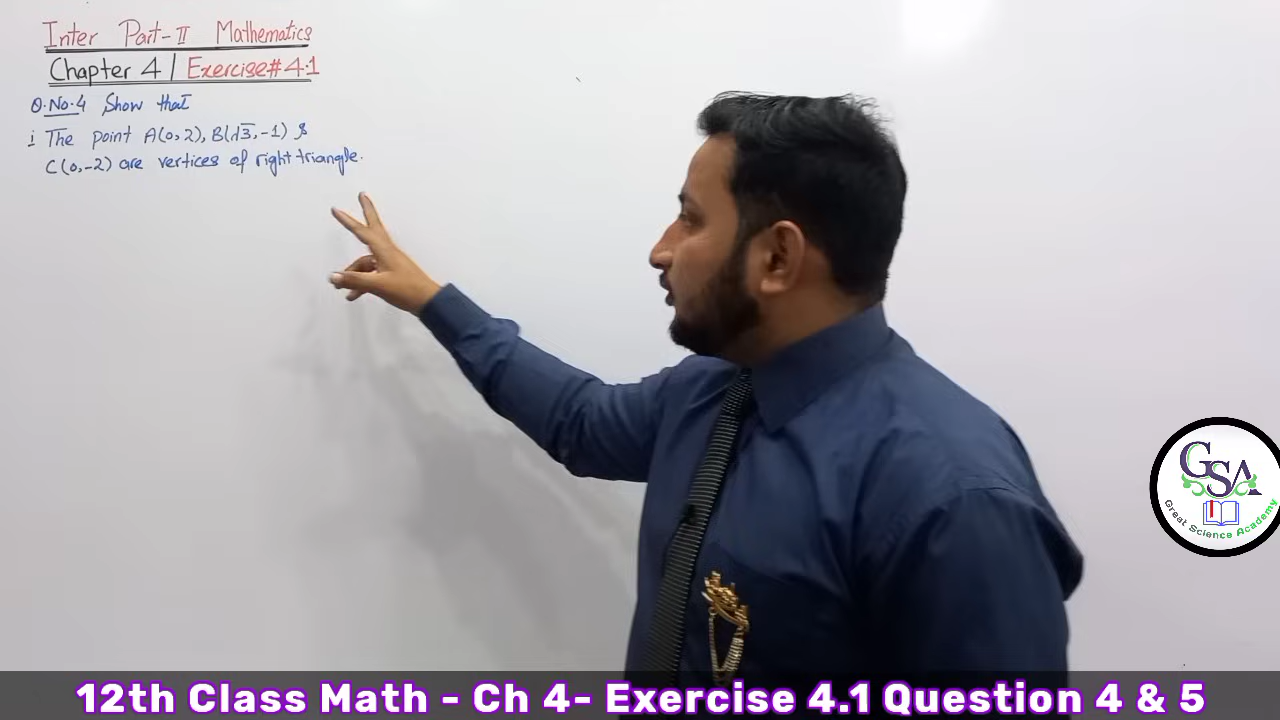 Inter Part-II Mathematics
Chapter 4 | Exercise#4.1
Q.No.4 Show that
i The point A(0,2), B(√3,-1) &
C(0,-2) are vertices of right triangle.
GSA
Great Science Academy
12th Class Math - Ch 4- Exercise 4.1 Question 4 & 5